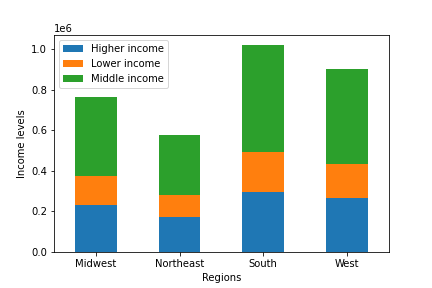 1e6
1.0
0.8
0.6
0.4
0.2
0.0
Income levels
Higher income
Lower income
Middle income
Midwest Northeast South West
Regions